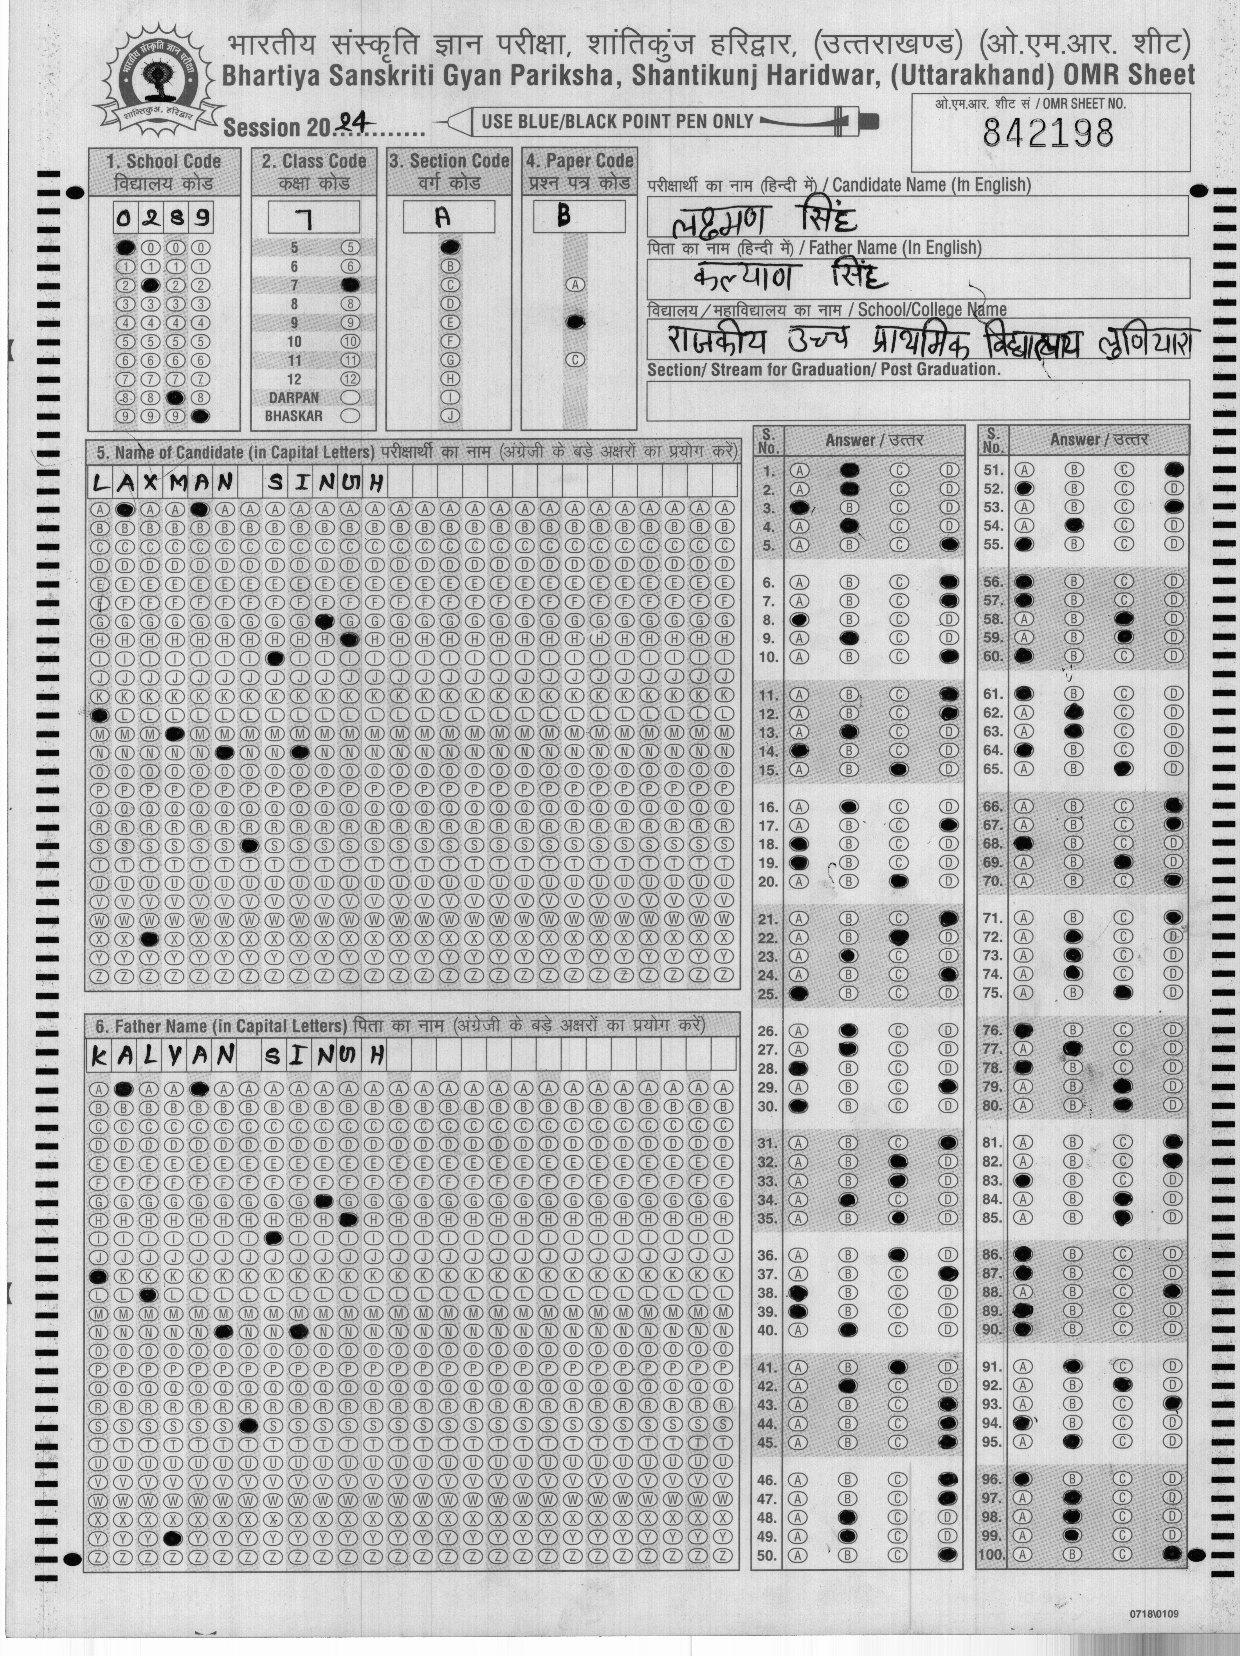 भारतीय संस्कृति ज्ञान परीक्षा, शांतिकुंज हरिद्वार, (उत्तराखण्ड) (ओ.एम.आर. शीट)
Bhartiya Sanskriti Gyan Pariksha, Shantikunj Haridwar, (Uttarakhand) OMR Sheet
Session 2024
USE BLUE/BLACK POINT PEN ONLY
ओ.एम.आर. शीट सं / OMR SHEET NO.
842198
1. School Code
विद्यालय कोड
0289
2. Class Code
कक्षा कोड
7
5
6
7
8
9
10
11
12
DARPAN
BHASKAR
3. Section Code
वर्ग कोड
A
4. Paper Code
प्रश्न पत्र कोड
B
परीक्षार्थी का नाम (हिन्दी में) / Candidate Name (In English)
लक्ष्मण सिंह
पिता का नाम (हिन्दी में) / Father Name (In English)
कल्याण सिंह
विद्यालय/महाविद्यालय का नाम / School/College Name
राजकीय उच्च प्राथमिक विद्यालय लुणियारा
Section/ Stream for Graduation/ Post Graduation.
5. Name of Candidate (in Capital Letters) परीक्षार्थी का नाम (अंग्रेजी के बड़े अक्षरों का प्रयोग करें)
LAXMAN SINGH
6. Father Name (in Capital Letters) पिता का नाम (अंग्रेजी के बड़े अक्षरों का प्रयोग करें)
KALYAN SINGH
S. No. Answer / उत्तर
S. No. Answer / उत्तर
0718\0109